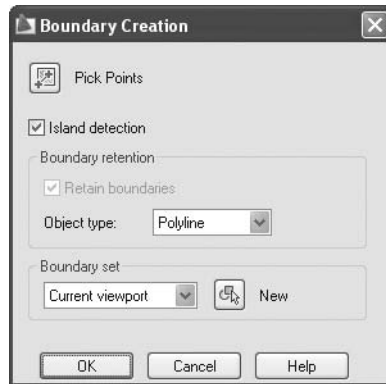 Boundary Creation
Pick Points
Island detection
Boundary retention
Retain boundaries
Object type: Polyline
Boundary set
Current viewport New
OK Cancel Help